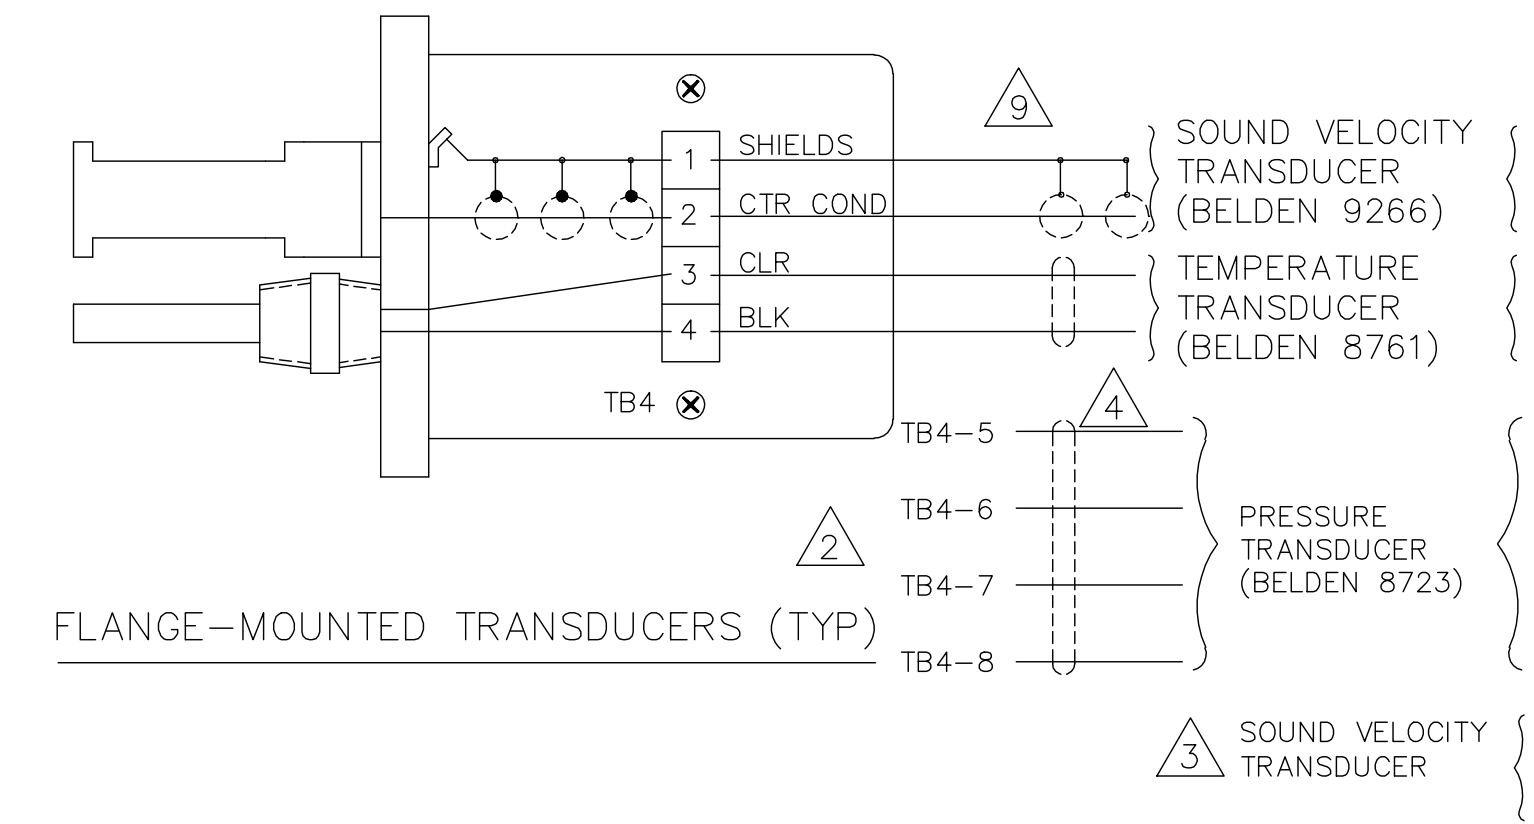 9
SHIELDS
1
CTR COND
2
CLR
3
BLK
4
TB4
SOUND VELOCITY
TRANSDUCER
(BELDEN 9266)
TEMPERATURE
TRANSDUCER
(BELDEN 8761)
4
TB4-5
TB4-6
TB4-7
TB4-8
PRESSURE
TRANSDUCER
(BELDEN 8723)
2
FLANGE-MOUNTED TRANSDUCERS (TYP)
3
SOUND VELOCITY
TRANSDUCER